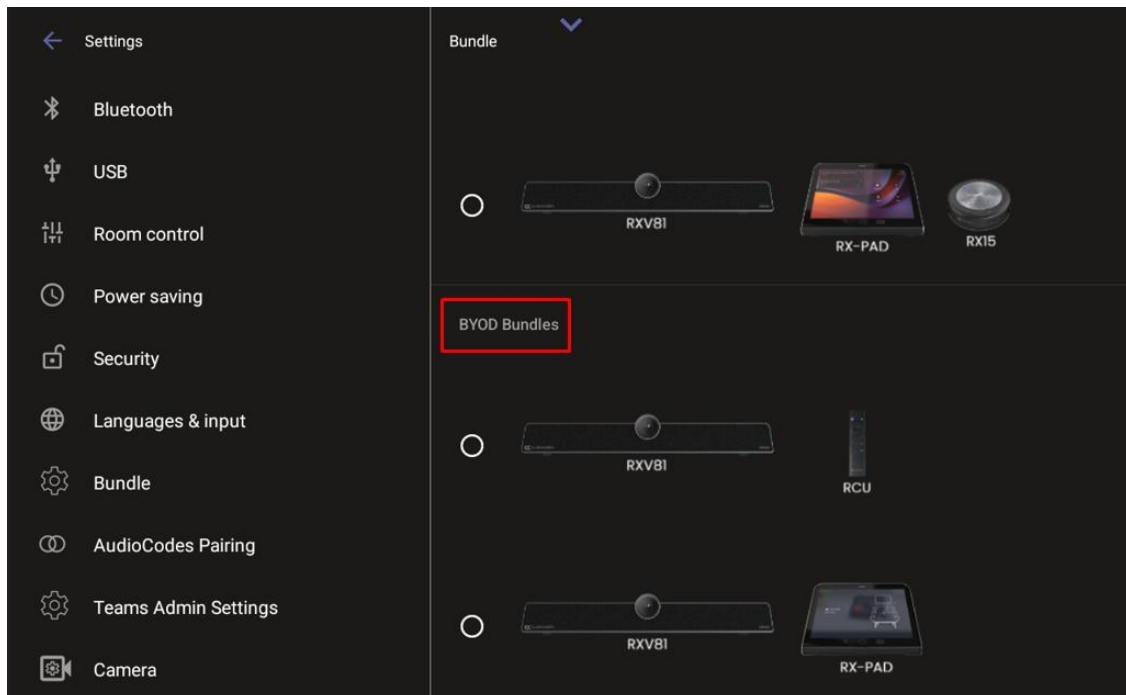 Settings
Bluetooth
USB
Room control
Power saving
Security
Languages & input
Bundle
AudioCodes Pairing
Teams Admin Settings
Camera
Bundle
RXV81
RX-PAD
RX15
BYOD Bundles
RXV81
RCU
RXV81
RX-PAD